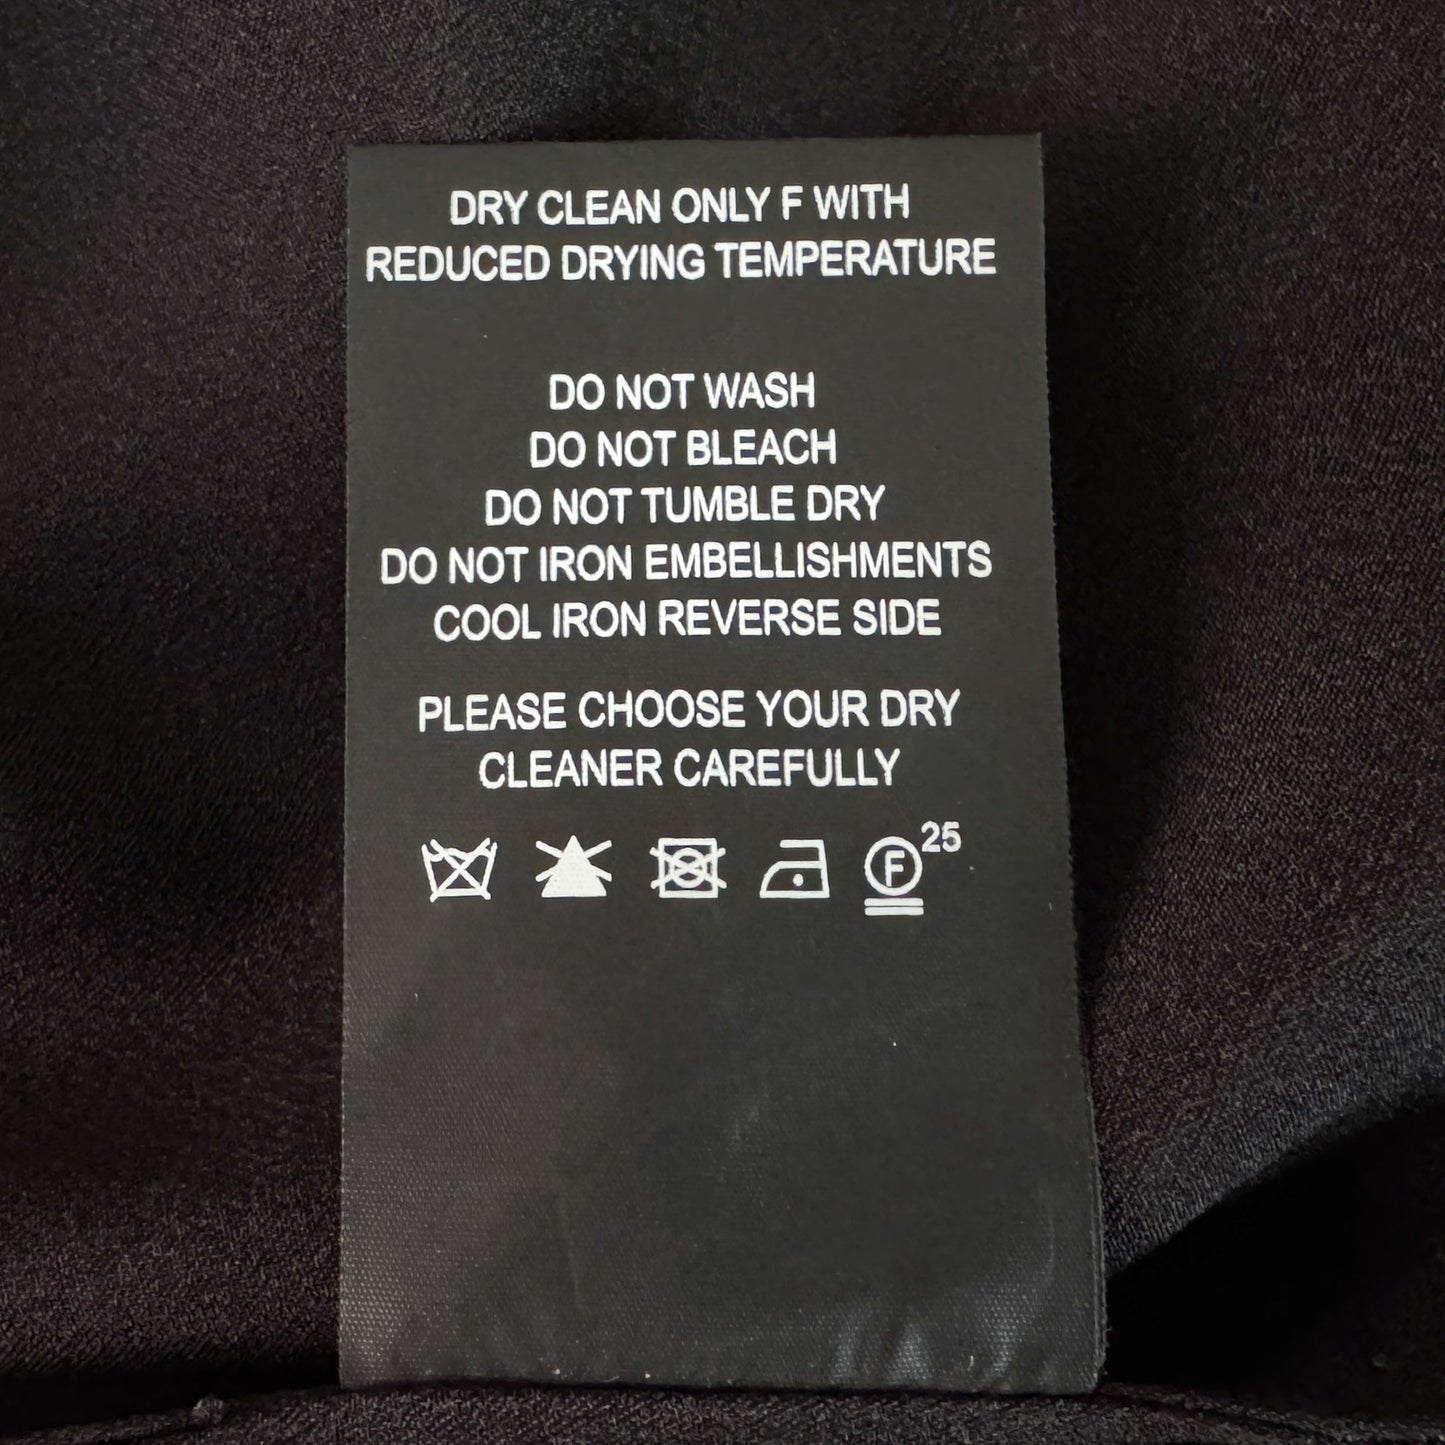 DRY CLEAN ONLY F WITH
REDUCED DRYING TEMPERATURE
DO NOT WASH
DO NOT BLEACH
DO NOT TUMBLE DRY
DO NOT IRON EMBELLISHMENTS
COOL IRON REVERSE SIDE
PLEASE CHOOSE YOUR DRY
CLEANER CAREFULLY
F 25